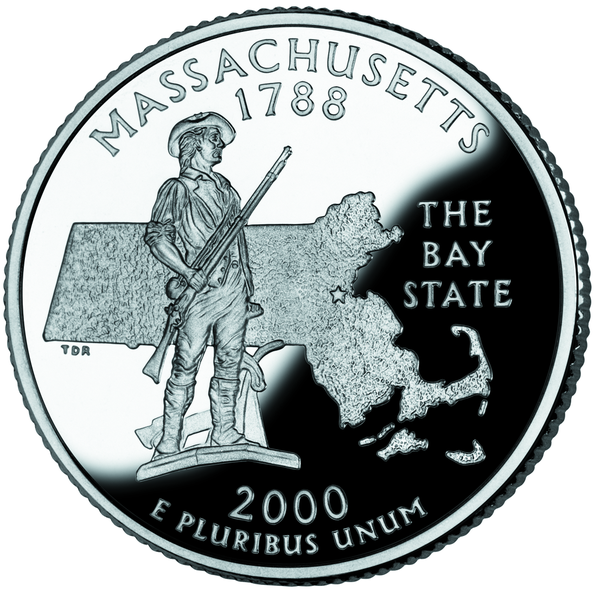 MASSACHUSETTS
1788
THE
BAY
STATE
TDR
2000
E PLURIBUS UNUM